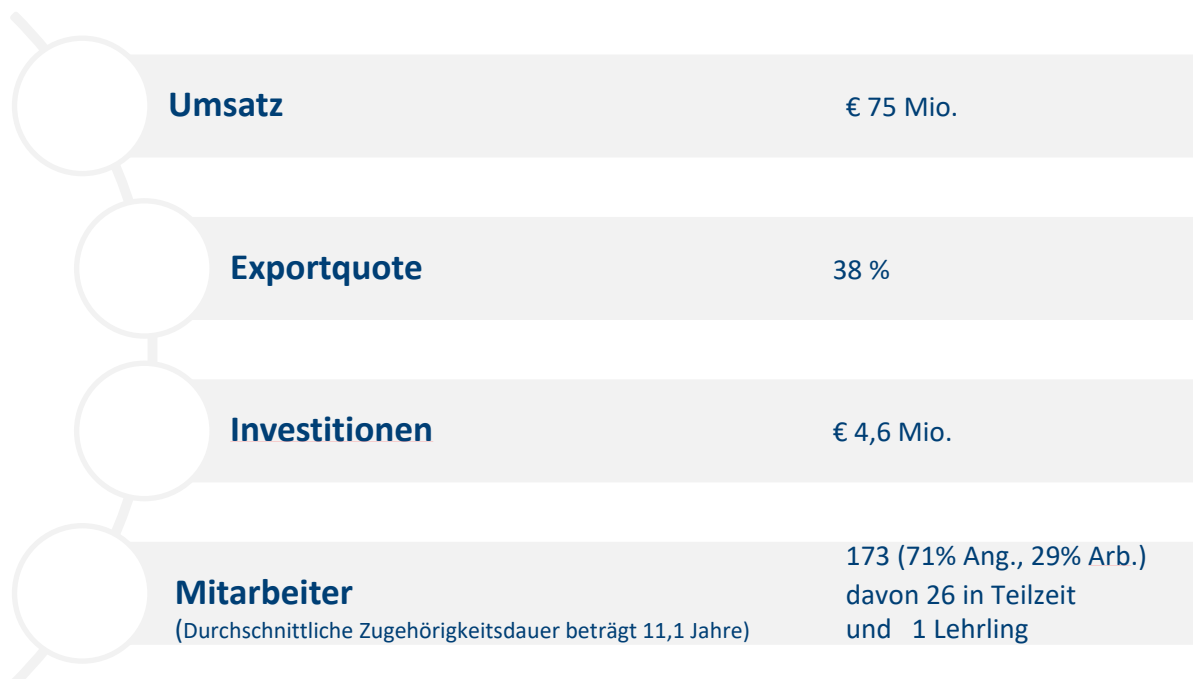 Umsatz € 75 Mio.
Exportquote 38 %
Investitionen € 4,6 Mio.
173 (71% Ang., 29% Arb.)
Mitarbeiter davon 26 in Teilzeit
(Durchschnittliche Zugehörigkeitsdauer beträgt 11,1 Jahre) und 1 Lehrling